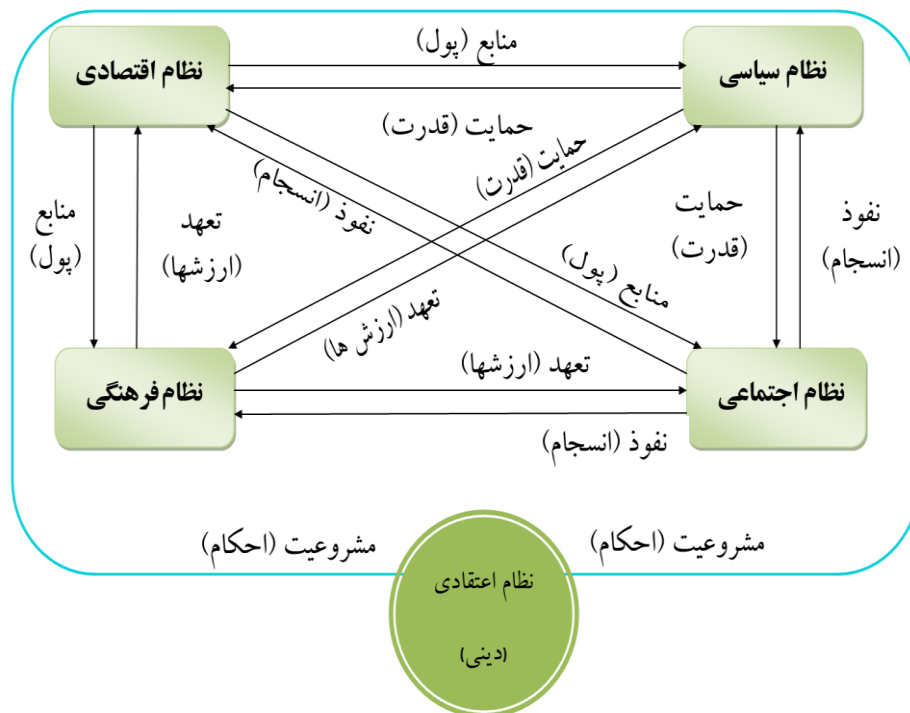 منابع (پول)
نظام سیاسی
نظام اقتصادی
حمایت (قدرت)
حمایت (قدرت)
نفوذ (انسجام)
نفوذ
(انسجام)
حمایت
(قدرت)
تعهد
(ارزشها)
منابع
(پول)
منابع (پول)
تعهد (ارزش ها)
نظام اجتماعی
تعهد (ارزشها)
نظام فرهنگی
نفوذ (انسجام)
مشروعیت (احکام)
مشروعیت (احکام)
نظام اعتقادی
(دینی)